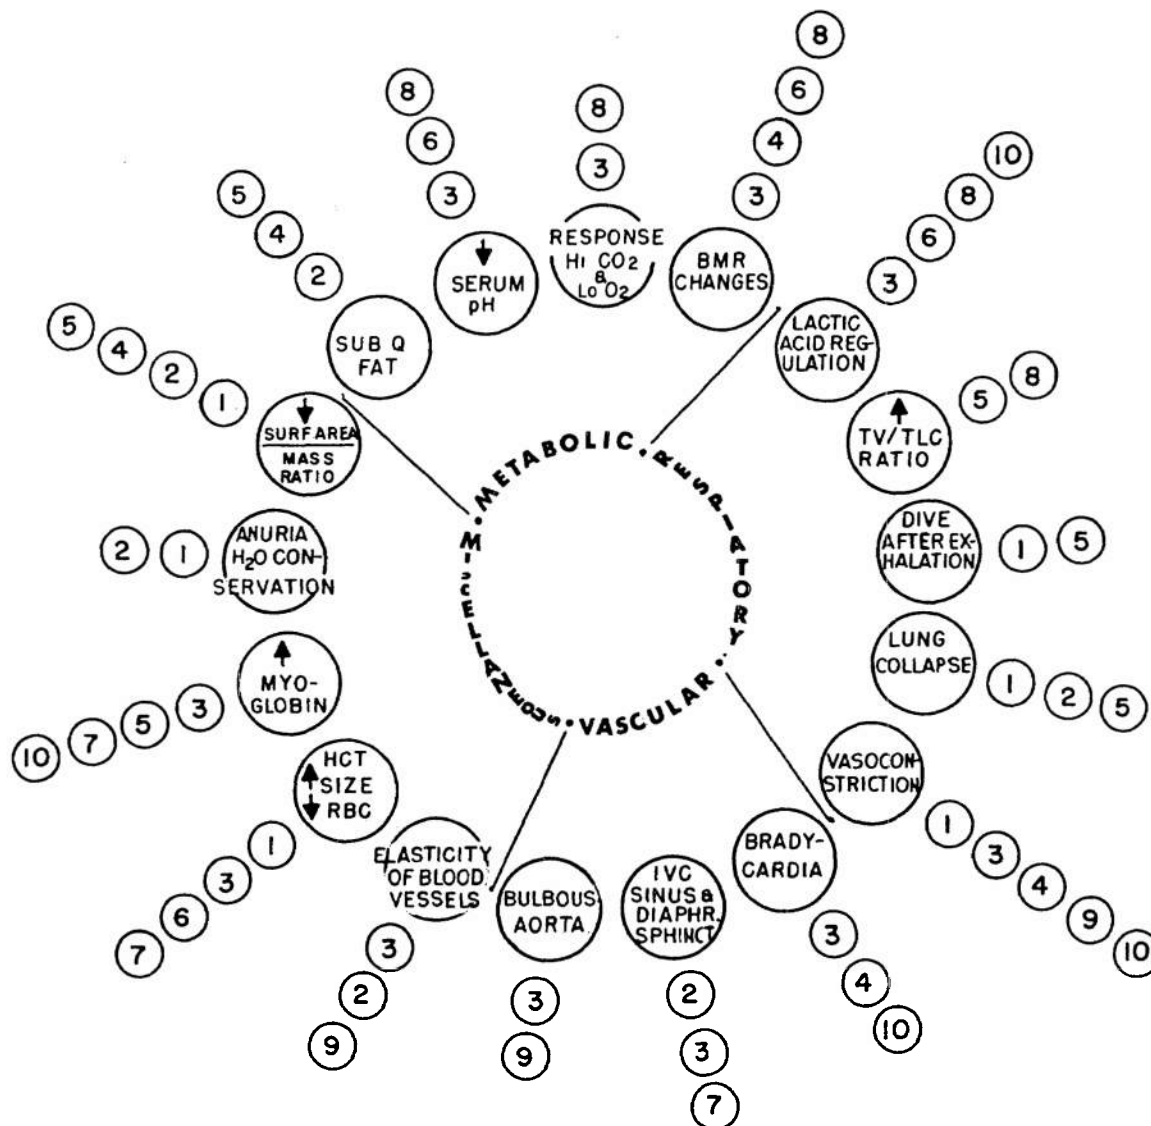 METABOLIC · RESPIRATORY · VASCULAR · MISCELLANEOUS ·
RESPONSE
HI CO2
&
LO O2
3
8
BMR
CHANGES
3
4
6
8
LACTIC
ACID REG-
ULATION
3
6
8
10
↑
TV/TLC
RATIO
5
8
DIVE
AFTER EX-
HALATION
1
5
LUNG
COLLAPSE
1
2
5
VASOCON-
STRICTION
1
3
4
9
10
BRADY-
CARDIA
3
4
10
IVC
SINUS &
DIAPHR.
SPHINCT
2
3
7
BULBOUS
AORTA
3
9
ELASTICITY
OF BLOOD
VESSELS
3
2
9
↑ HCT
SIZE
↓ RBC
1
3
6
7
↑
MYO-
GLOBIN
3
5
7
10
ANURIA
H2O CON-
SERVATION
1
2
↓
SURF AREA
MASS
RATIO
1
2
4
5
SUB Q
FAT
2
4
5
↓
SERUM
pH
3
6
8